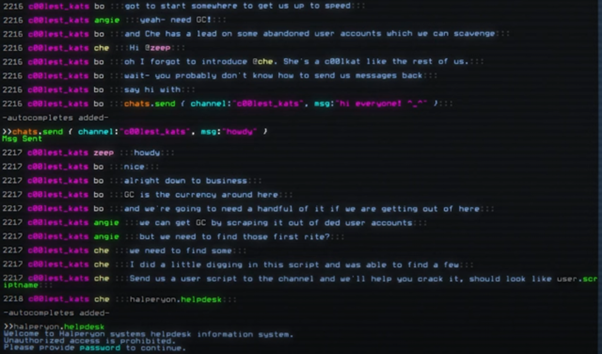 2216 c00lest_kats bo :::got to start somewhere to get us up to speed:::
2216 c00lest_kats angie :::yeah- need GC!:::
2216 c00lest_kats bo :::and Che has a lead on some abandoned user accounts which we can scavenge:::
2216 c00lest_kats che :::Hi @zeep:::
2216 c00lest_kats bo :::oh I forgot to introduce @che. She's a c00lkat like the rest of us.:::
2216 c00lest_kats bo :::wait- you probably don't know how to send us messages back:::
2216 c00lest_kats bo :::say hi with:::
2216 c00lest_kats bo :::chats.send { channel:"c00lest_kats", msg:"hi everyone! ^_^" }:::
-autocompletes added-
>>chats.send { channel:"c00lest_kats", msg:"howdy" }
Msg Sent
2217 c00lest_kats zeep :::howdy:::
2217 c00lest_kats bo :::nice:::
2217 c00lest_kats bo :::alright down to business:::
2217 c00lest_kats bo :::GC is the currency around here:::
2217 c00lest_kats bo :::and we're going to need a handful of it if we are getting out of here:::
2217 c00lest_kats angie :::we can get GC by scraping it out of ded user accounts:::
2217 c00lest_kats angie :::but we need to find those first rite?:::
2217 c00lest_kats che :::we need to find some:::
2217 c00lest_kats che :::I did a little digging in this script and was able to find a few:::
2217 c00lest_kats che :::Send us a user script to the channel and we'll help you crack it, should look like user.scr
iptname:::
2218 c00lest_kats che :::halperyon.helpdesk:::
-autocompletes added-
>>halperyon.helpdesk
Welcome to Halperyon systems helpdesk information system.
Unauthorized access is prohibited.
Please provide password to continue.